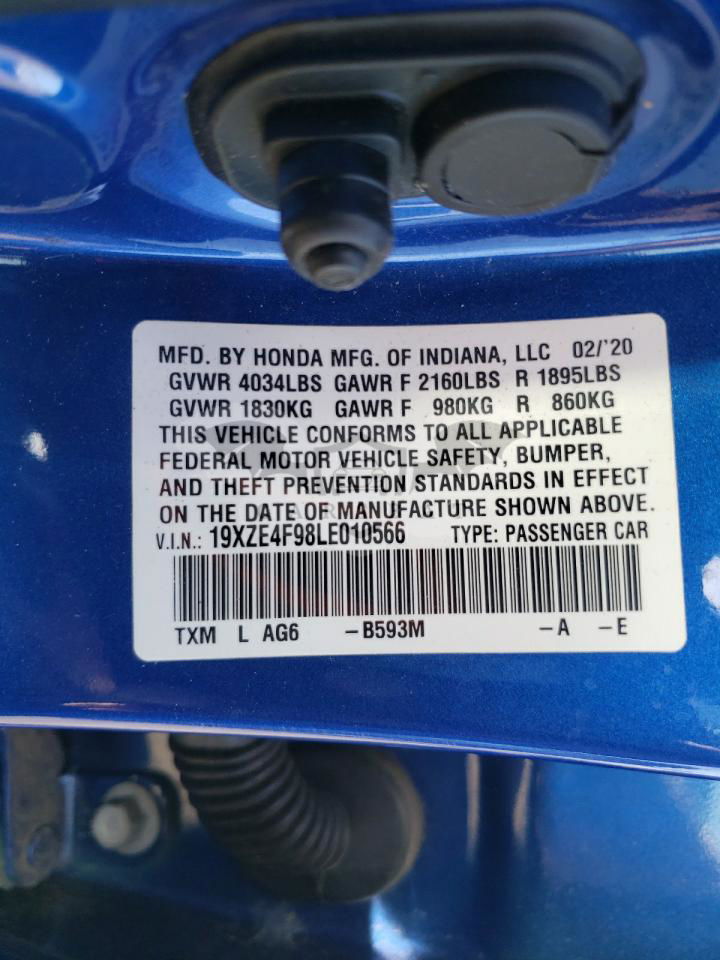 MFD. BY HONDA MFG. OF INDIANA, LLC 02/'20
GVWR 4034LBS GAWR F 2160LBS R 1895LBS
GVWR 1830KG GAWR F 980KG R 860KG
THIS VEHICLE CONFORMS TO ALL APPLICABLE
FEDERAL MOTOR VEHICLE SAFETY, BUMPER,
AND THEFT PREVENTION STANDARDS IN EFFECT
ON THE DATE OF MANUFACTURE SHOWN ABOVE.
V.I.N.: 19XZE4F98LE010566 TYPE: PASSENGER CAR
TXM L AG6 -B593M -A -E